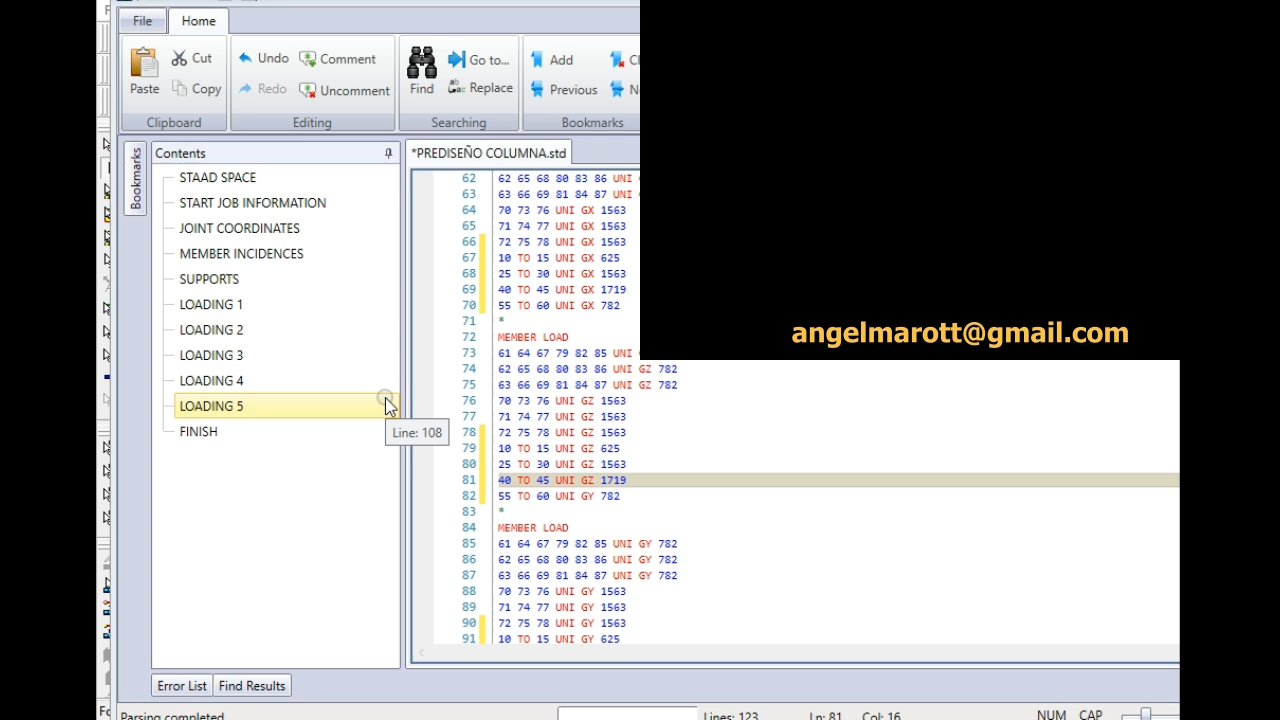 File Home
Paste Cut Copy Undo Comment Redo Uncomment Find Go to... Replace Add Previous
Clipboard Editing Searching Bookmarks
Bookmarks
Contents
STAAD SPACE
START JOB INFORMATION
JOINT COORDINATES
MEMBER INCIDENCES
SUPPORTS
LOADING 1
LOADING 2
LOADING 3
LOADING 4
LOADING 5
FINISH
Line: 108
*PREDISEÑO COLUMNA.std
62 62 65 68 80 83 86 UNI
63 63 66 69 81 84 87 UNI
64 70 73 76 UNI GX 1563
65 71 74 77 UNI GX 1563
66 72 75 78 UNI GX 1563
67 10 TO 15 UNI GX 625
68 25 TO 30 UNI GX 1563
69 40 TO 45 UNI GX 1719
70 55 TO 60 UNI GX 782
71 *
72 MEMBER LOAD
73 61 64 67 79 82 85 UNI
74 62 65 68 80 83 86 UNI GZ 782
75 63 66 69 81 84 87 UNI GZ 782
76 70 73 76 UNI GZ 1563
77 71 74 77 UNI GZ 1563
78 72 75 78 UNI GZ 1563
79 10 TO 15 UNI GZ 625
80 25 TO 30 UNI GZ 1563
81 40 TO 45 UNI GZ 1719
82 55 TO 60 UNI GY 782
83 *
84 MEMBER LOAD
85 61 64 67 79 82 85 UNI GY 782
86 62 65 68 80 83 86 UNI GY 782
87 63 66 69 81 84 87 UNI GY 782
88 70 73 76 UNI GY 1563
89 71 74 77 UNI GY 1563
90 72 75 78 UNI GY 1563
91 10 TO 15 UNI GY 625
angelmarott@gmail.com
Error List Find Results
Parsing completed Lines: 123 Ln: 81 Col: 16 NUM CAP